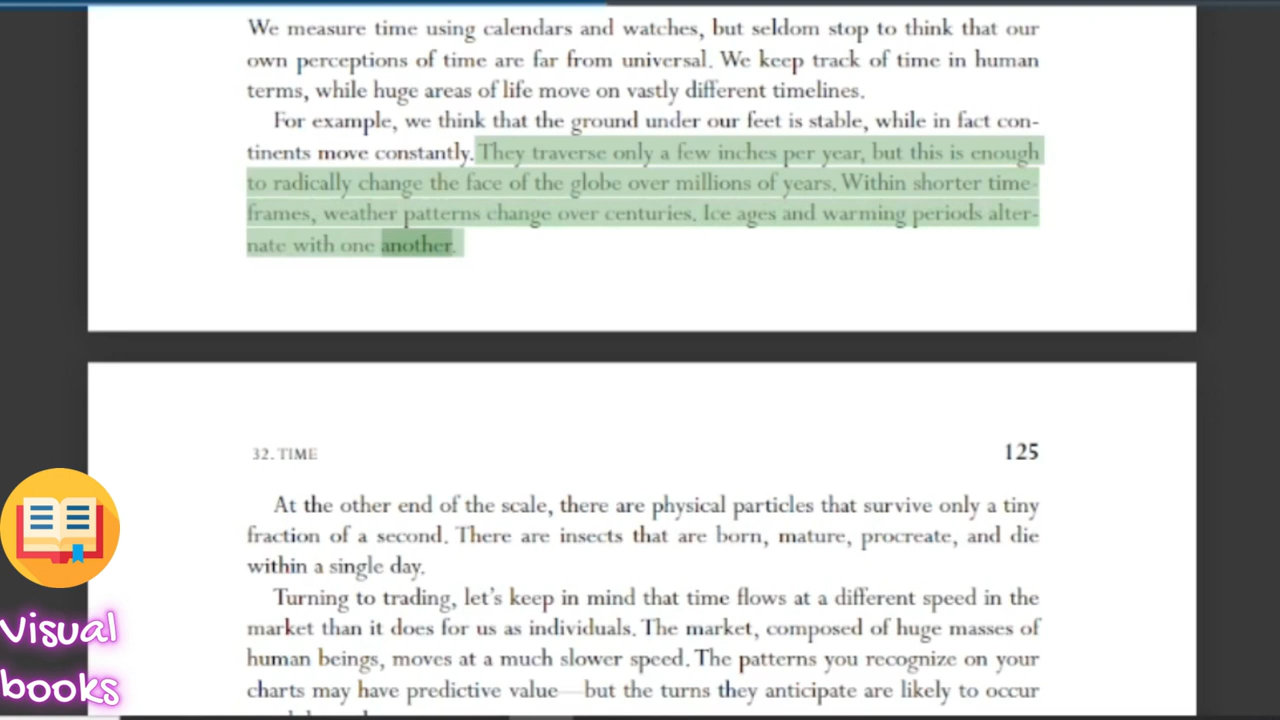 We measure time using calendars and watches, but seldom stop to think that our
own perceptions of time are far from universal. We keep track of time in human
terms, while huge areas of life move on vastly different timelines.
For example, we think that the ground under our feet is stable, while in fact con-
tinents move constantly. They traverse only a few inches per year, but this is enough
to radically change the face of the globe over millions of years. Within shorter time-
frames, weather patterns change over centuries. Ice ages and warming periods alter-
nate with one another.
32. TIME 125
At the other end of the scale, there are physical particles that survive only a tiny
fraction of a second. There are insects that are born, mature, procreate, and die
within a single day.
Turning to trading, let's keep in mind that time flows at a different speed in the
market than it does for us as individuals. The market, composed of huge masses of
human beings, moves at a much slower speed. The patterns you recognize on your
charts may have predictive value—but the turns they anticipate are likely to occur
Visual
books